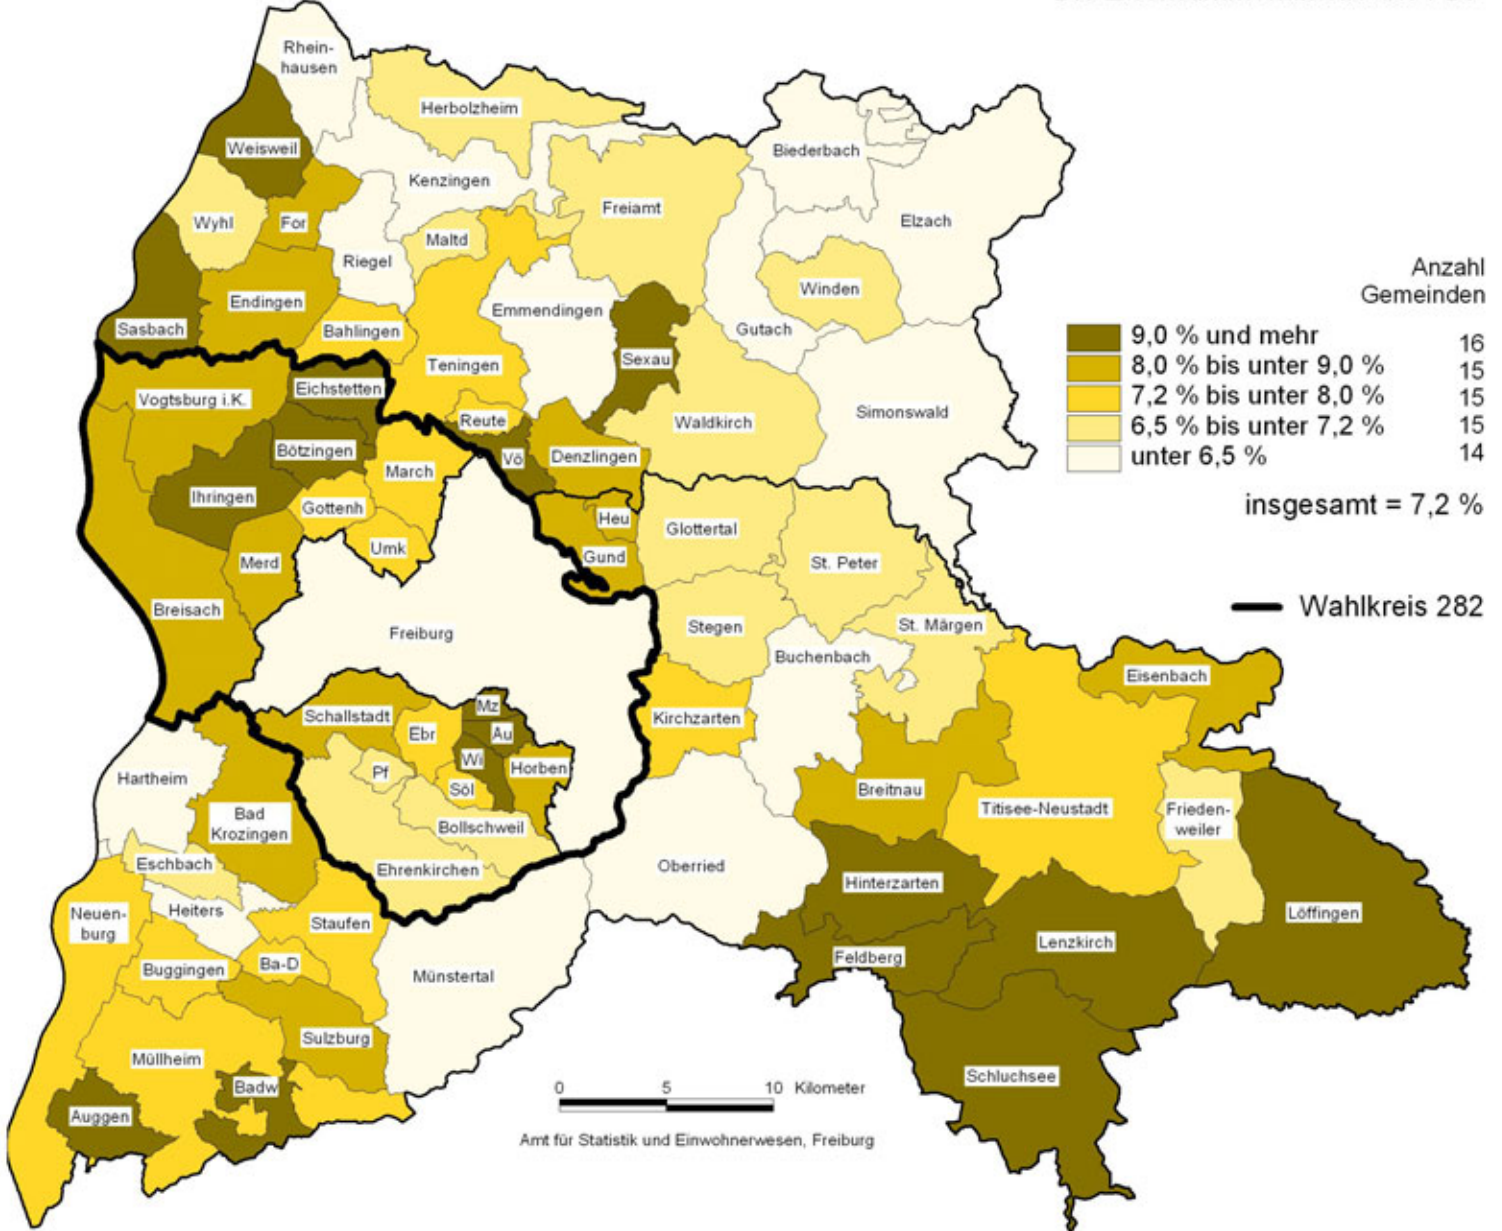 Rhein-
hausen
Herbolzheim
Weisweil
Biederbach
Kenzingen
Wyhl
For
Freiamt
Elzach
Maltd
Riegel
Endingen
Winden
Emmendingen
Sasbach
Bahlingen
Gutach
Sexau
Teningen
Anzahl
Gemeinden
9,0 % und mehr 16
8,0 % bis unter 9,0 % 15
7,2 % bis unter 8,0 % 15
6,5 % bis unter 7,2 % 15
unter 6,5 % 14
insgesamt = 7,2 %
Wahlkreis 282
Eichstetten
Vogtsburg i.K.
Reute
Waldkirch
Simonswald
Bötzingen
Vö
Denzlingen
March
Ihringen
Gottenh
Heu
Glottertal
Umk
Gund
Merd
St. Peter
Breisach
Freiburg
Stegen
St. Märgen
Buchenbach
Eisenbach
Schallstadt
Mz
Kirchzarten
Ebr
Au
Wi
Horben
Pf
Söl
Hartheim
Breitnau
Titisee-Neustadt
Frieden-
weiler
Bad
Krozingen
Bollschweil
Eschbach
Ehrenkirchen
Oberried
Hinterzarten
Heiters
Neuen-
burg
Staufen
Löffingen
Lenzkirch
Feldberg
Buggingen
Ba-D
Münstertal
Sulzburg
Müllheim
Badw
Schluchsee
Auggen
0 5 10 Kilometer
Amt für Statistik und Einwohnerwesen, Freiburg